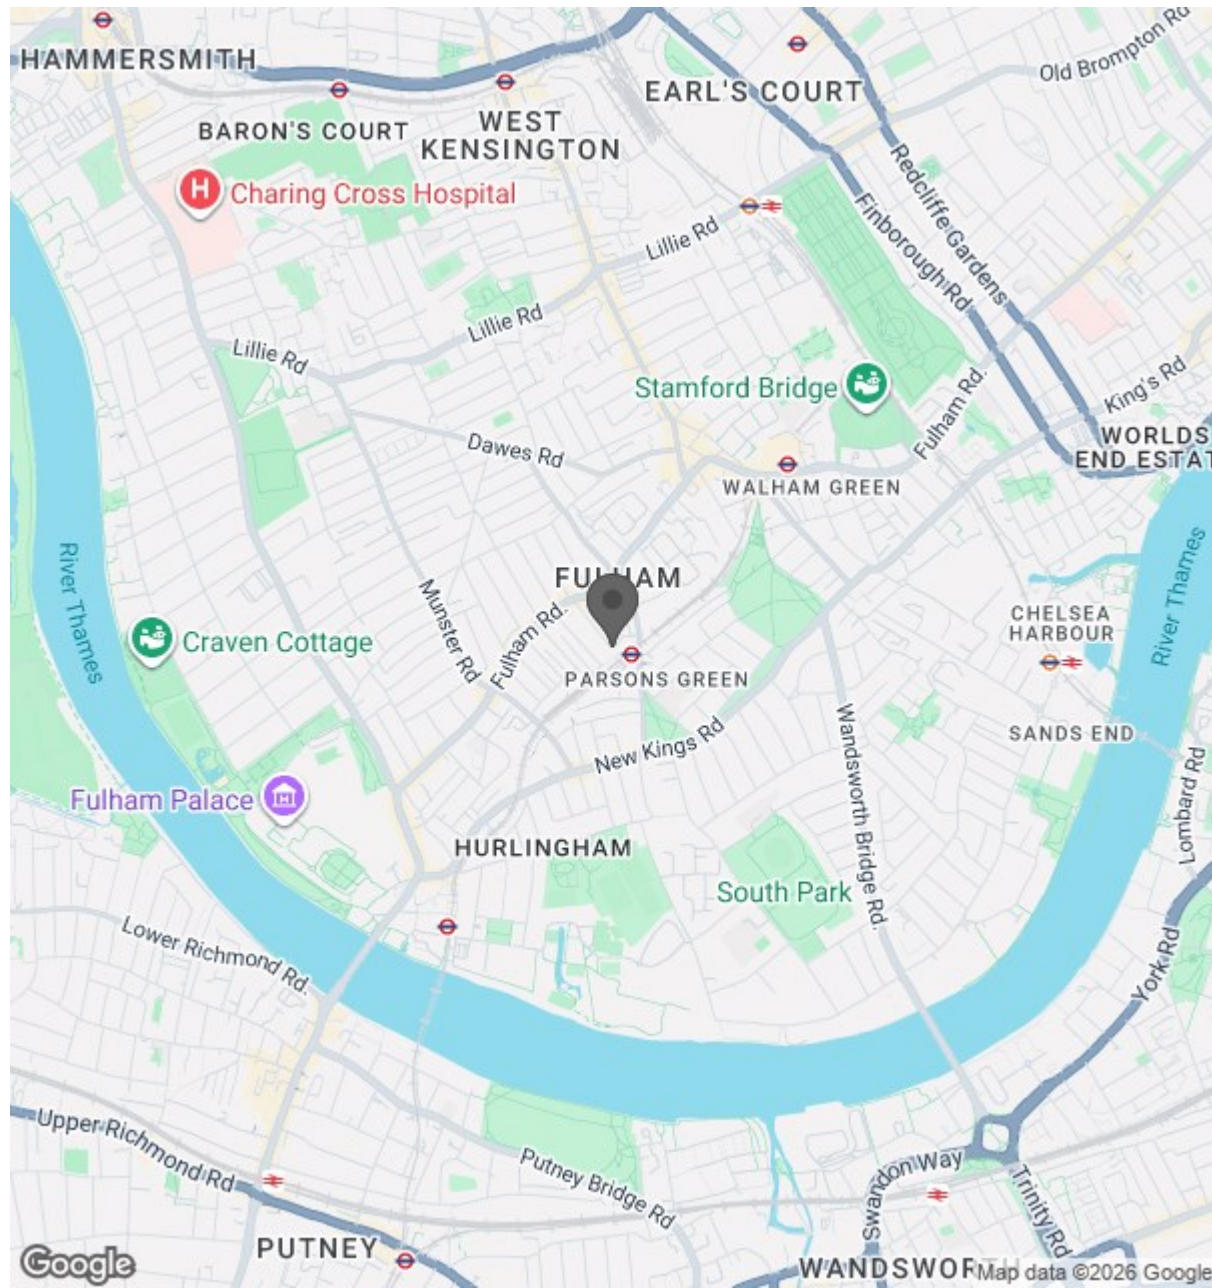 HAMMERSMITH
Old Brompton Rd
EARL'S COURT
BARON'S COURT
WEST
KENSINGTON
H
Charing Cross Hospital
Redcliffe Gardens
Finborough Rd
Lillie Rd
Lillie Rd
Lillie Rd
Stamford Bridge
Fulham Rd.
King's Rd
Dawes Rd
WORLDS
END ESTAT
WALHAM GREEN
River Thames
River Thames
FULHAM
Munster Rd
Fulham Rd.
CHELSEA
HARBOUR
Craven Cottage
PARSONS GREEN
New Kings Rd
Wandsworth Bridge Rd.
SANDS END
Lombard Rd
Fulham Palace
H
HURLINGHAM
South Park
Lower Richmond Rd.
York Rd
Upper Richmond Rd
Putney Bridge Rd
Swandon Way
Trinity Rd
PUTNEY
WANDSWORTH
Google
Map data ©2026 Google